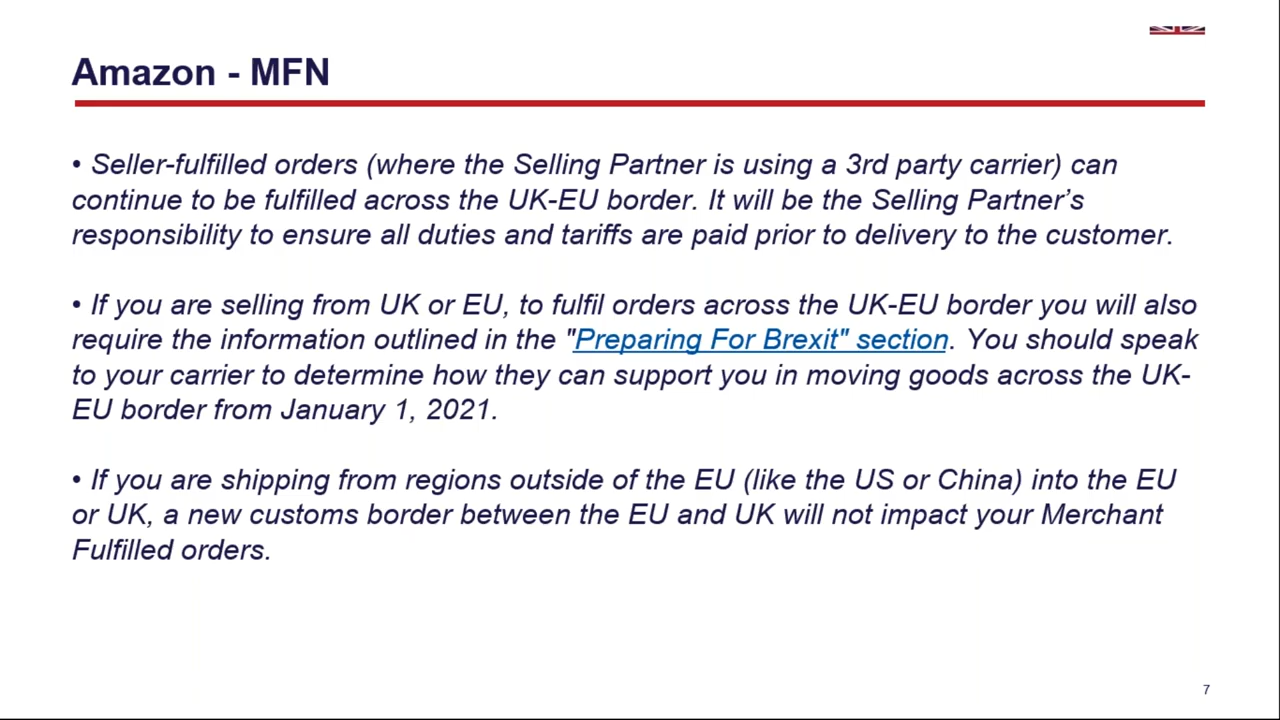 Amazon - MFN
• Seller-fulfilled orders (where the Selling Partner is using a 3rd party carrier) can
continue to be fulfilled across the UK-EU border. It will be the Selling Partner’s
responsibility to ensure all duties and tariffs are paid prior to delivery to the customer.
• If you are selling from UK or EU, to fulfil orders across the UK-EU border you will also
require the information outlined in the "Preparing For Brexit" section. You should speak
to your carrier to determine how they can support you in moving goods across the UK-
EU border from January 1, 2021.
• If you are shipping from regions outside of the EU (like the US or China) into the EU
or UK, a new customs border between the EU and UK will not impact your Merchant
Fulfilled orders.
7